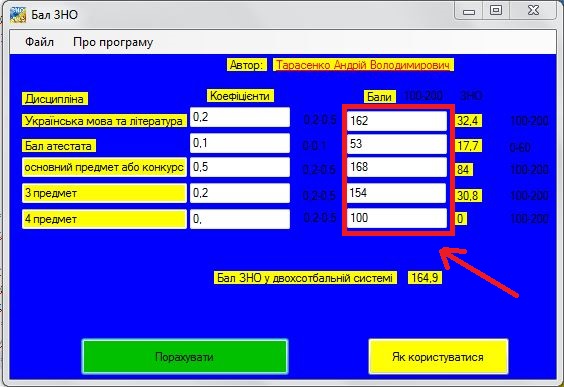 Бал ЗНО
Файл Про програму
Автор: Тарасенко Андрій Володимирович
Дисципліна Коефіцієнти Бали 100-200 ЗНО
Українська мова та література 0,2 0,2-0,5 162 32,4 100-200
Бал атестата 0,1 0-0.1 53 17,7 0-60
основний предмет або конкурс 0,5 0,2-0,5 168 84 100-200
3 предмет 0,2 0,2-0,5 154 30,8 100-200
4 предмет 0, 0,2-0,5 100 0 100-200
Бал ЗНО у двохсотбальній системі 164,9
Порахувати Як користуватися